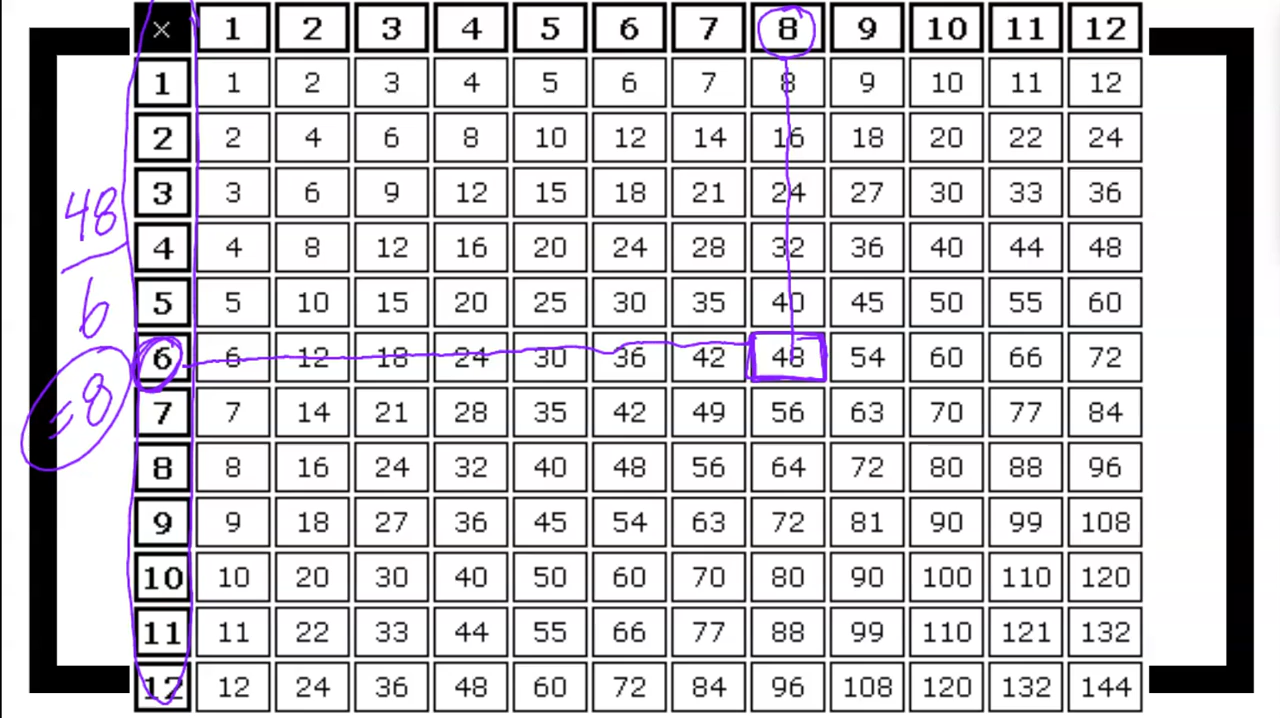 × 1 2 3 4 5 6 7 8 9 10 11 12
1 1 2 3 4 5 6 7 8 9 10 11 12
2 2 4 6 8 10 12 14 16 18 20 22 24
3 3 6 9 12 15 18 21 24 27 30 33 36
4 4 8 12 16 20 24 28 32 36 40 44 48
5 5 10 15 20 25 30 35 40 45 50 55 60
6 6 12 18 24 30 36 42 48 54 60 66 72
7 7 14 21 28 35 42 49 56 63 70 77 84
8 8 16 24 32 40 48 56 64 72 80 88 96
9 9 18 27 36 45 54 63 72 81 90 99 108
10 10 20 30 40 50 60 70 80 90 100 110 120
11 11 22 33 44 55 66 77 88 99 110 121 132
12 12 24 36 48 60 72 84 96 108 120 132 144
48
6
=8